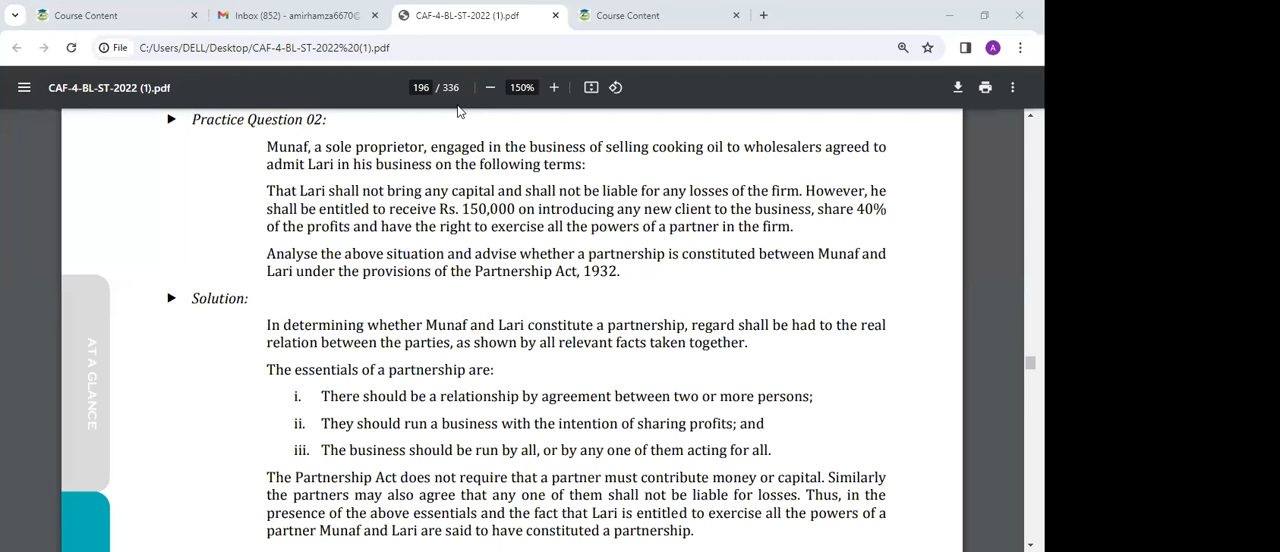 Course Content
Inbox (852) - amirhamza6670@
CAF-4-BL-ST-2022 (1).pdf
Course Content
File
C:/Users/DELL/Desktop/CAF-4-BL-ST-2022%20(1).pdf
A
CAF-4-BL-ST-2022 (1).pdf
196 / 336
150%
Practice Question 02:
Munaf, a sole proprietor, engaged in the business of selling cooking oil to wholesalers agreed to
admit Lari in his business on the following terms:
That Lari shall not bring any capital and shall not be liable for any losses of the firm. However, he
shall be entitled to receive Rs. 150,000 on introducing any new client to the business, share 40%
of the profits and have the right to exercise all the powers of a partner in the firm.
Analyse the above situation and advise whether a partnership is constituted between Munaf and
Lari under the provisions of the Partnership Act, 1932.
Solution:
In determining whether Munaf and Lari constitute a partnership, regard shall be had to the real
relation between the parties, as shown by all relevant facts taken together.
The essentials of a partnership are:
i. There should be a relationship by agreement between two or more persons;
ii. They should run a business with the intention of sharing profits; and
iii. The business should be run by all, or by any one of them acting for all.
The Partnership Act does not require that a partner must contribute money or capital. Similarly
the partners may also agree that any one of them shall not be liable for losses. Thus, in the
presence of the above essentials and the fact that Lari is entitled to exercise all the powers of a
partner Munaf and Lari are said to have constituted a partnership.
AT A GLANCE